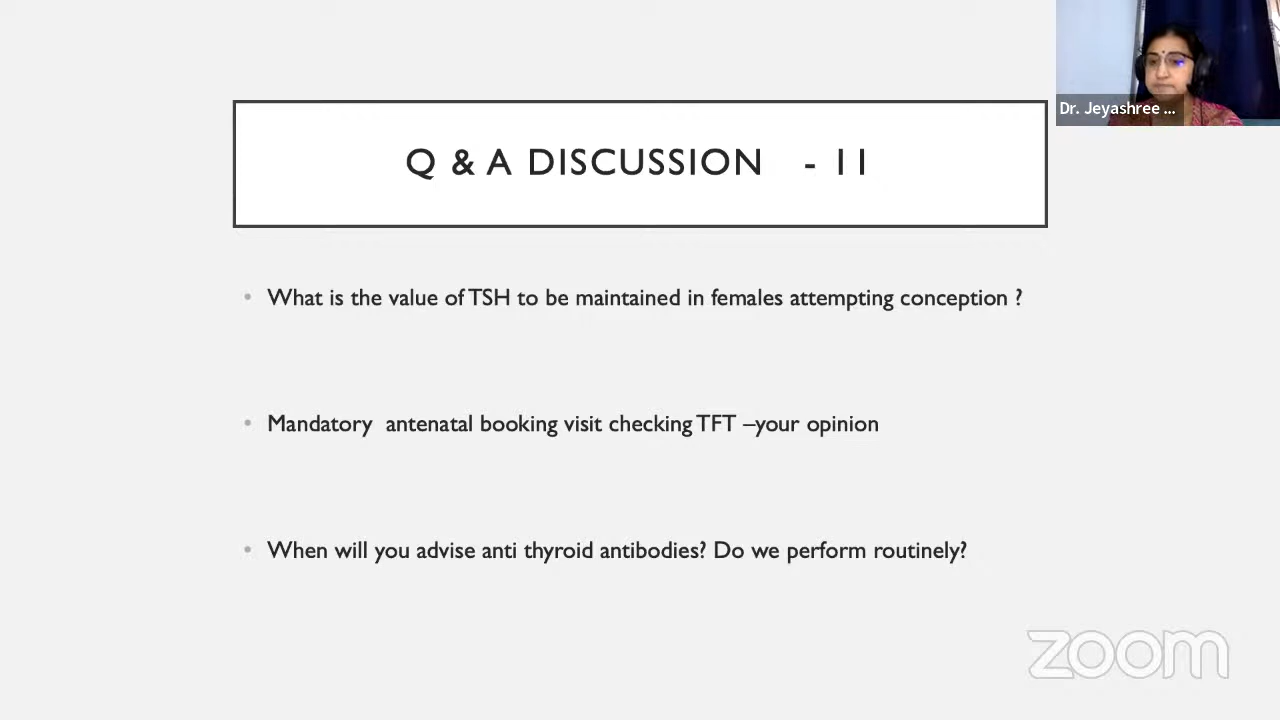 Dr. Jeyashree ...
Q & A DISCUSSION - 11
• What is the value of TSH to be maintained in females attempting conception ?
• Mandatory antenatal booking visit checking TFT –your opinion
• When will you advise anti thyroid antibodies? Do we perform routinely?
zoom